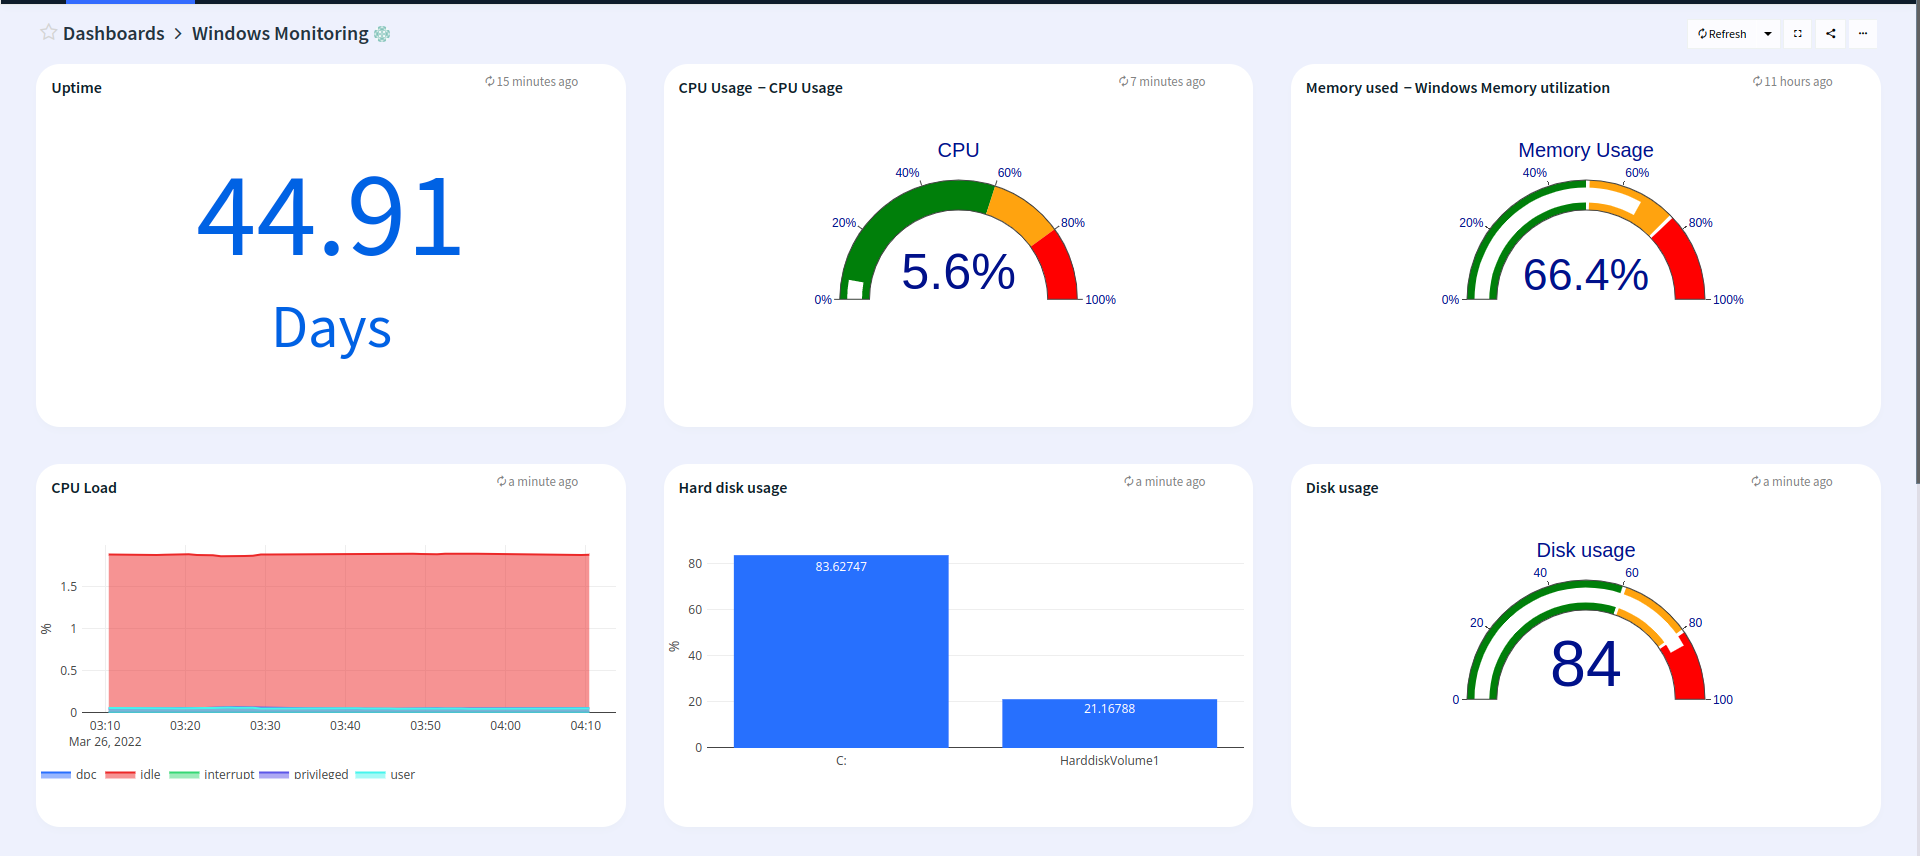 Dashboards > Windows Monitoring
Refresh
Uptime
15 minutes ago
44.91
Days
CPU Usage – CPU Usage
7 minutes ago
CPU
0%
20%
40%
60%
80%
100%
5.6%
Memory used – Windows Memory utilization
11 hours ago
Memory Usage
0%
20%
40%
60%
80%
100%
66.4%
CPU Load
a minute ago
%
1.5
1
0.5
0
03:10 03:20 03:30 03:40 03:50 04:00 04:10
Mar 26, 2022
dpc idle interrupt privileged user
Hard disk usage
a minute ago
%
80
60
40
20
0
83.62747
21.16788
C: HarddiskVolume1
Disk usage
a minute ago
Disk usage
0
20
40
60
80
100
84